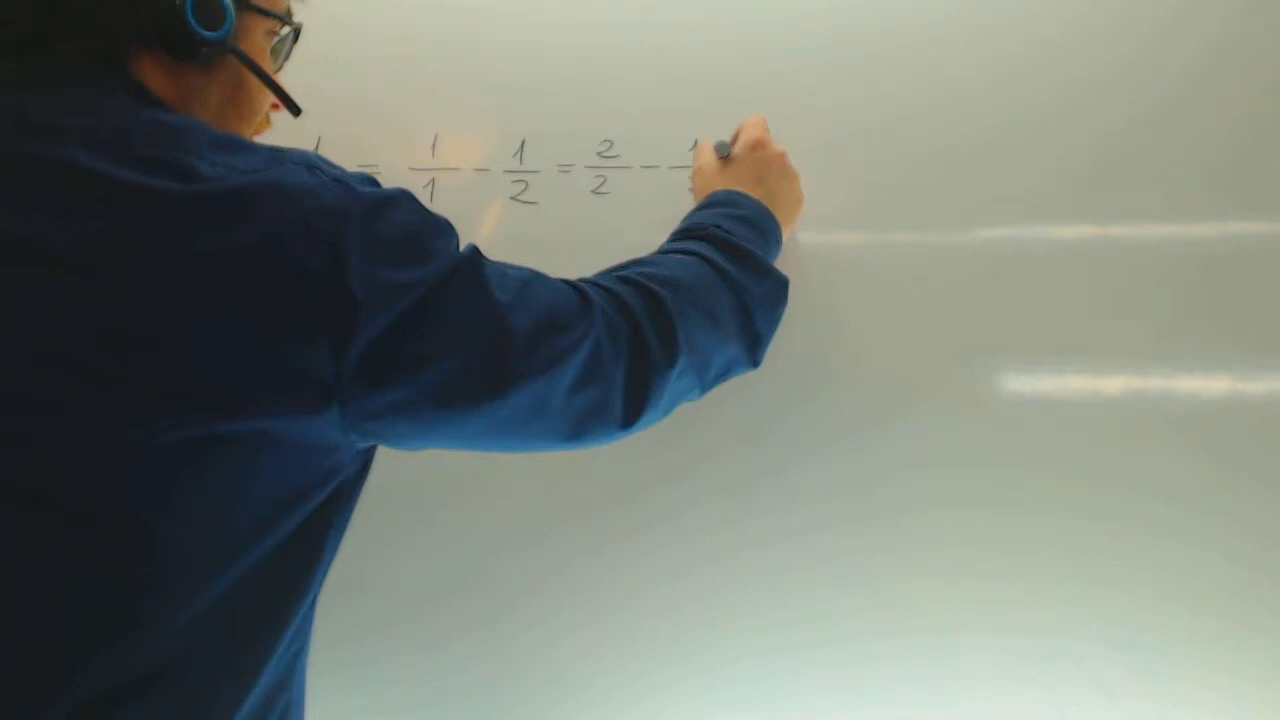 = 1/1 - 1/2 = 2/2 -